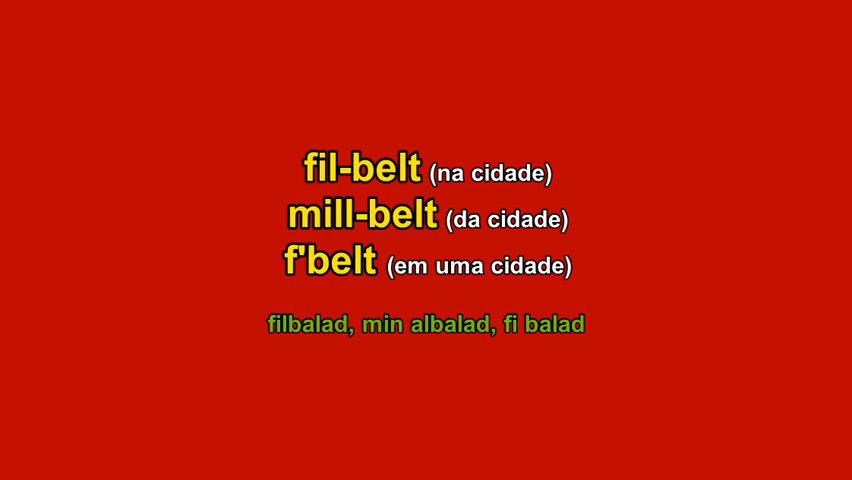 fil-belt (na cidade)
mill-belt (da cidade)
f'belt (em uma cidade)
filbalad, min albalad, fi balad